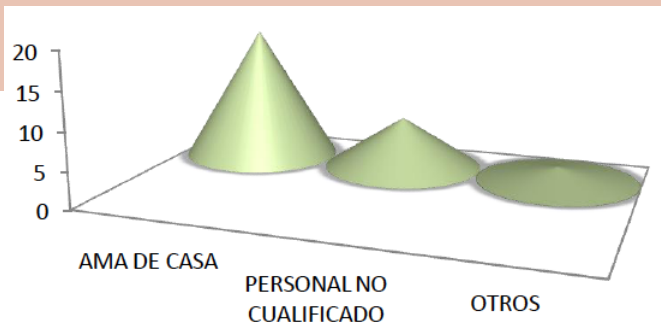 20
15
10
5
0
AMA DE CASA
PERSONAL NO
CUALIFICADO
OTROS